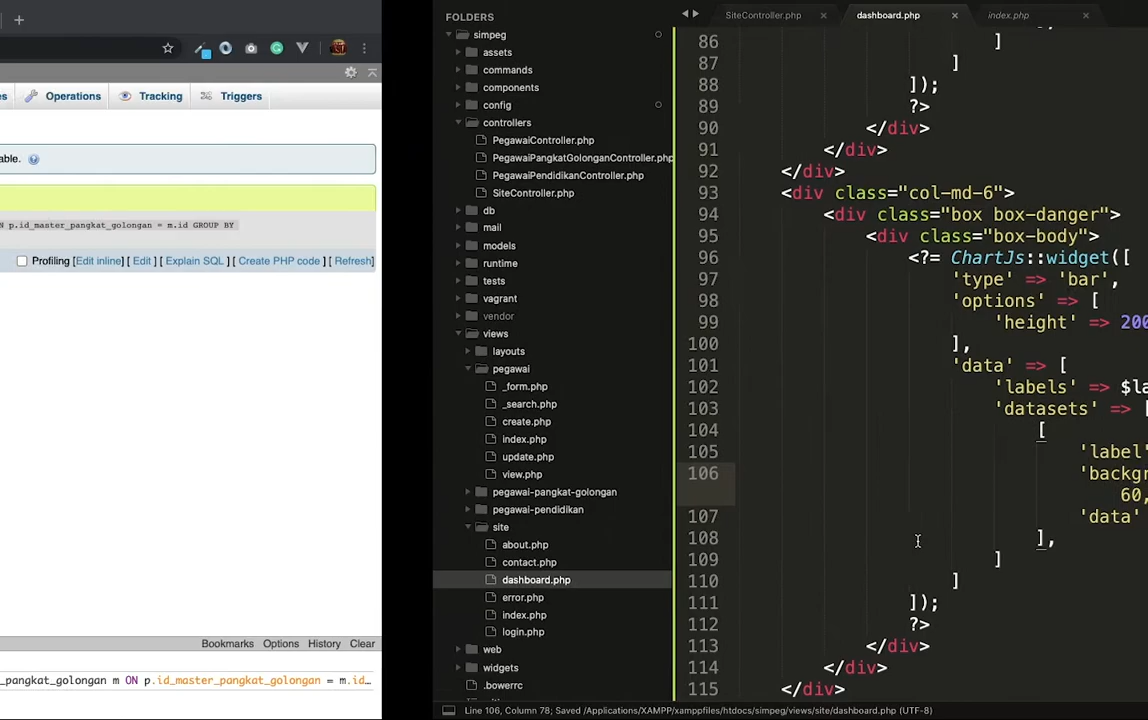 es Operations Tracking Triggers
able.
N p.id_master_pangkat_golongan = m.id GROUP BY
Profiling [Edit inline] [ Edit ] [ Explain SQL ] [ Create PHP code ] [ Refresh]
Bookmarks Options History Clear
_pangkat_golongan m ON p.id_master_pangkat_golongan = m.id…
FOLDERS
simpeg
assets
commands
components
config
controllers
PegawaiController.php
PegawaiPangkatGolonganController.php
PegawaiPendidikanController.php
SiteController.php
db
mail
models
runtime
tests
vagrant
vendor
views
layouts
pegawai
_form.php
_search.php
create.php
index.php
update.php
view.php
pegawai-pangkat-golongan
pegawai-pendidikan
site
about.php
contact.php
dashboard.php
error.php
index.php
login.php
web
widgets
.bowerrc
SiteController.php dashboard.php index.php
86 ]
87 ]
88 ]);
89 ?>
90 </div>
91 </div>
92 </div>
93 <div class="col-md-6">
94 <div class="box box-danger">
95 <div class="box-body">
96 <?= ChartJs::widget([
97 'type' => 'bar',
98 'options' => [
99 'height' => 200
100 ],
101 'data' => [
102 'labels' => $la
103 'datasets' => [
104 [
105 'label'
106 'backgr
60,
107 'data'
108 ],
109 ]
110 ]
111 ]);
112 ?>
113 </div>
114 </div>
115 </div>
Line 106, Column 78; Saved /Applications/XAMPP/xamppfiles/htdocs/simpeg/views/site/dashboard.php (UTF-8)